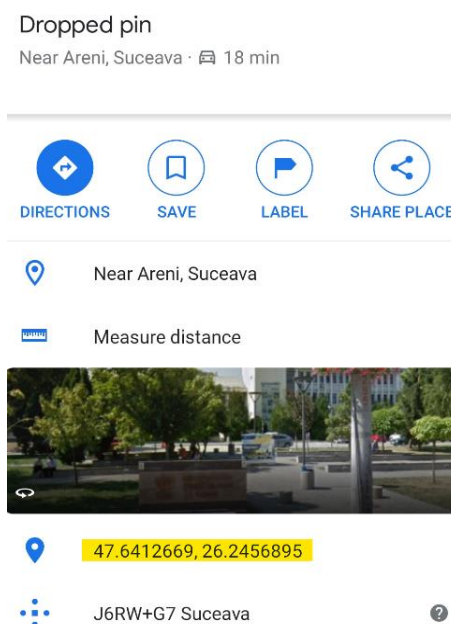 Dropped pin
Near Areni, Suceava · 18 min
DIRECTIONS SAVE LABEL SHARE PLACE
Near Areni, Suceava
Measure distance
47.6412669, 26.2456895
J6RW+G7 Suceava
?